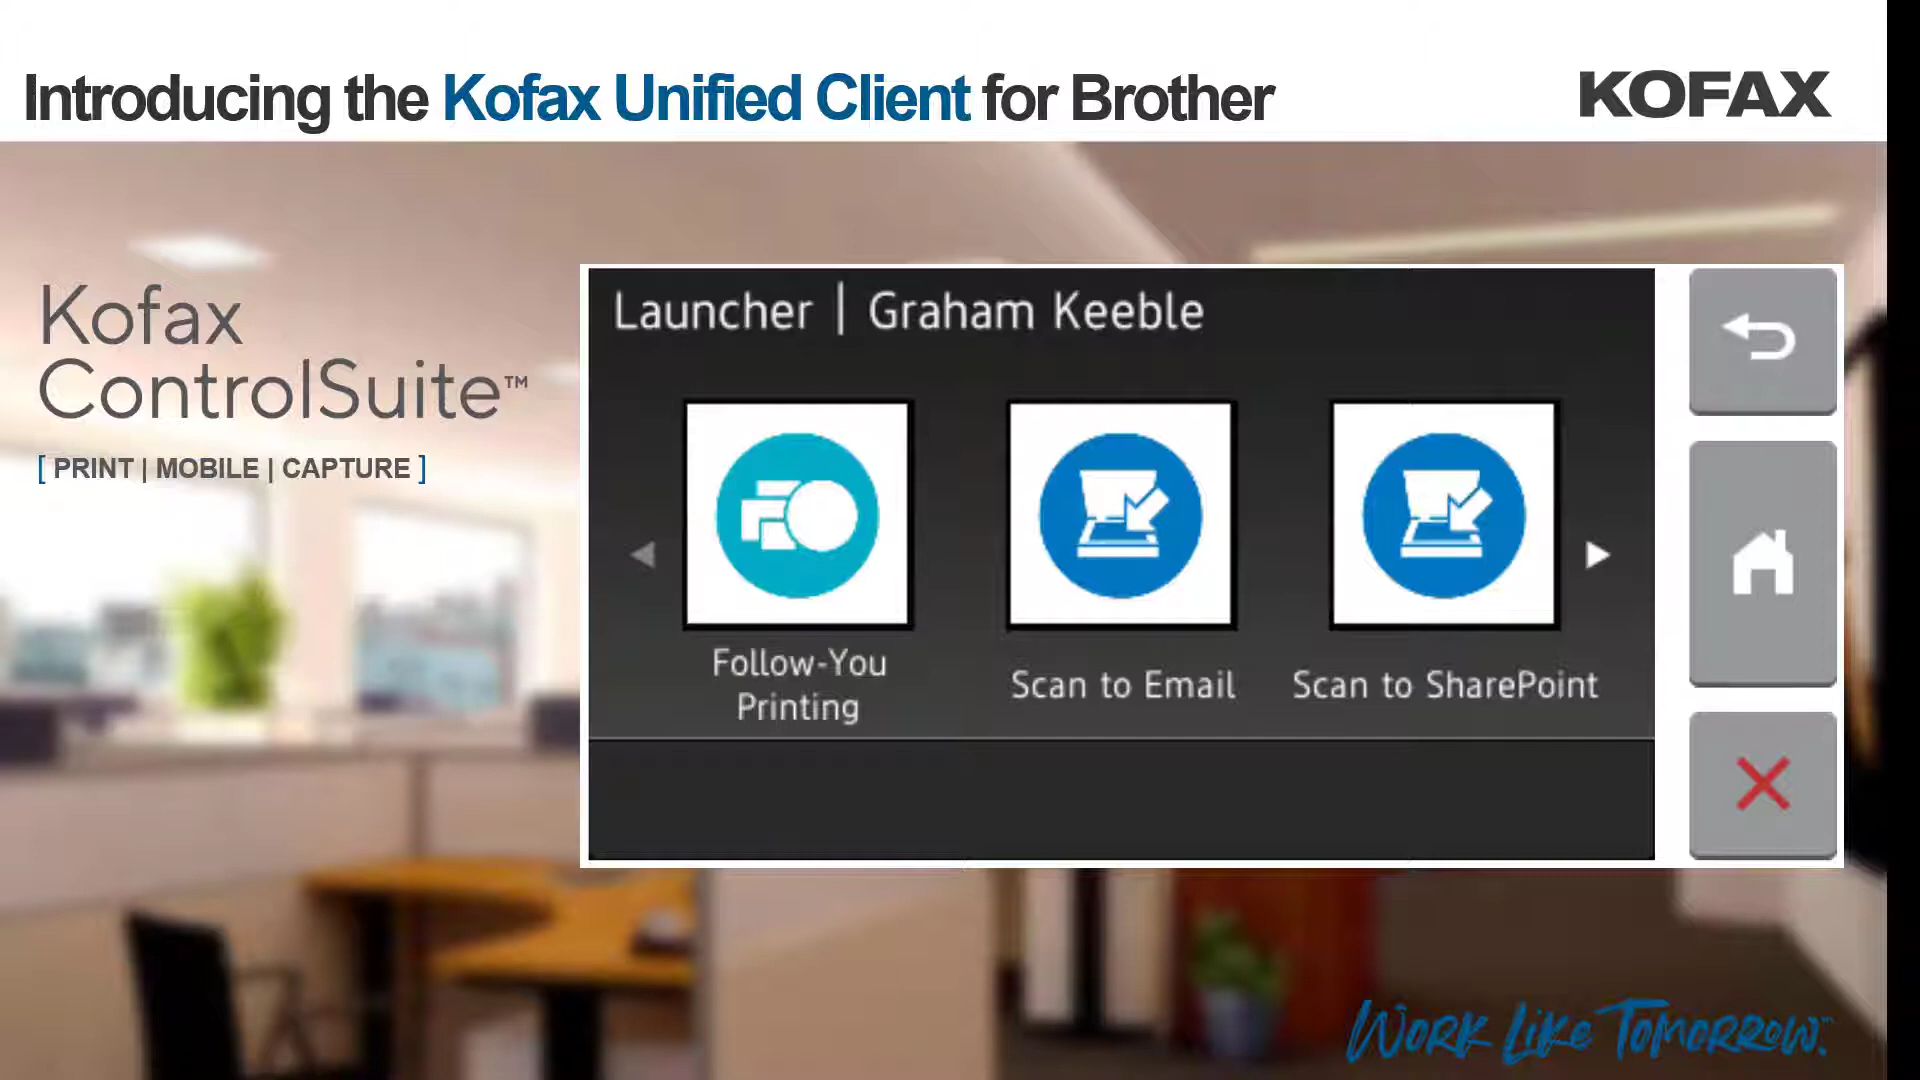 Introducing the Kofax Unified Client for Brother
KOFAX
Kofax
ControlSuite™
[ PRINT | MOBILE | CAPTURE ]
Launcher | Graham Keeble
Follow-You
Printing
Scan to Email
Scan to SharePoint
WORK LIKE TOMORROW.™